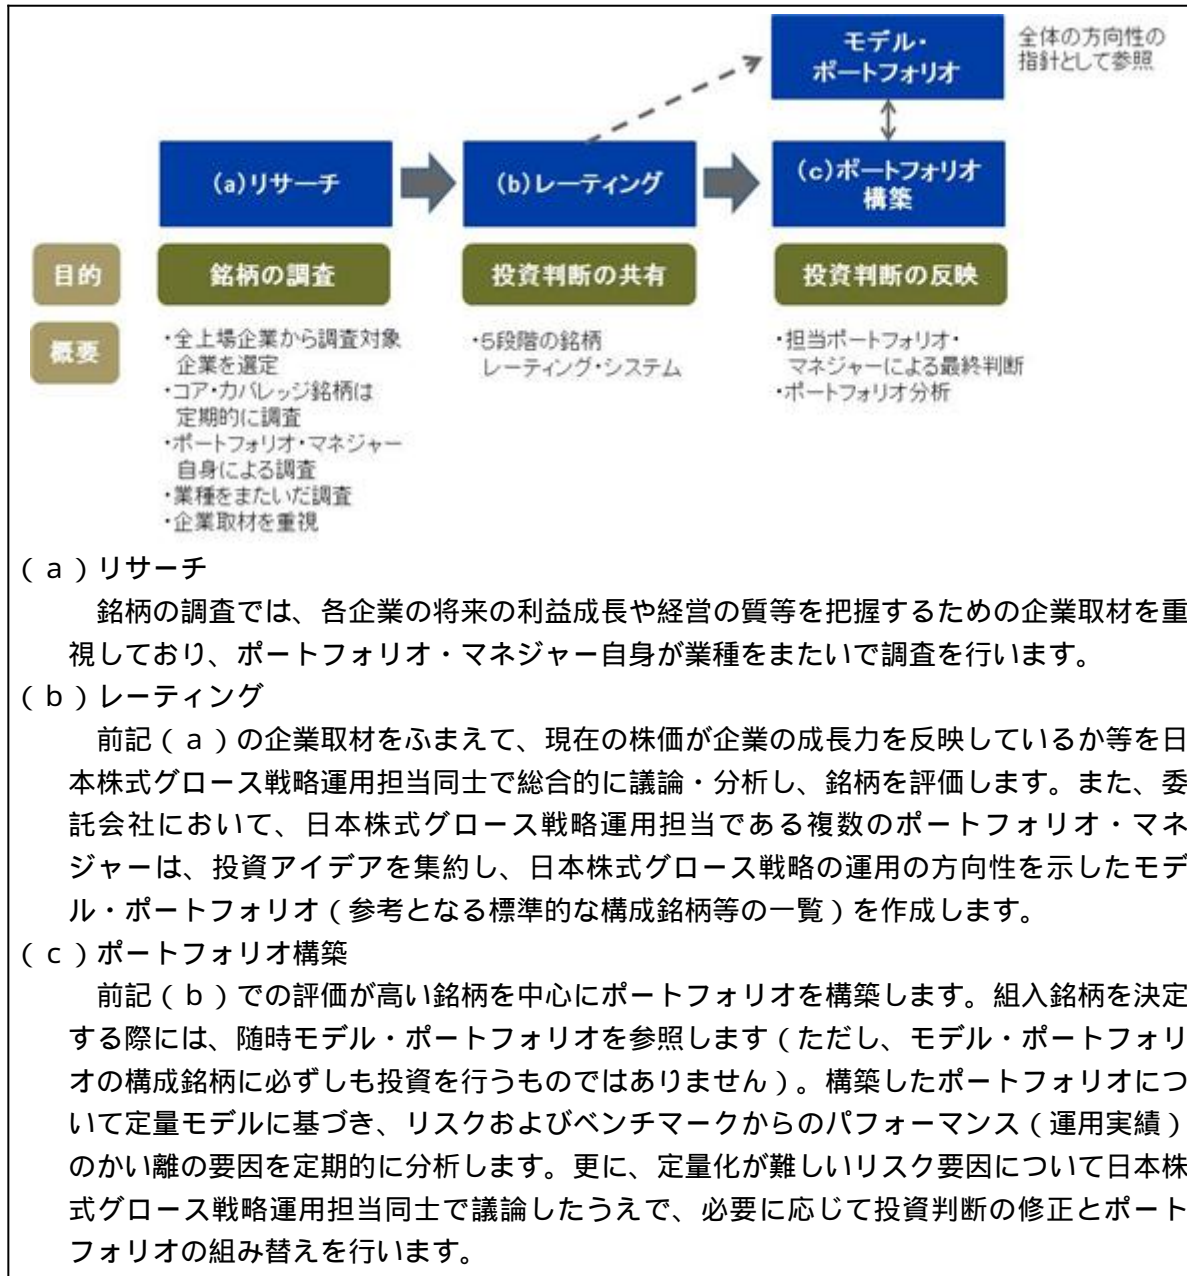 モデル・
ポートフォリオ
全体の方向性の
指針として参照
(a)リサーチ
(b)レーティング
(c)ポートフォリオ
構築
目的
銘柄の調査
投資判断の共有
投資判断の反映
概要
・全上場企業から調査対象
企業を選定
・コア・カバレッジ銘柄は
定期的に調査
・ポートフォリオ・マネジャー
自身による調査
・業種をまたいだ調査
・企業取材を重視
・5段階の銘柄
レーティング・システム
・担当ポートフォリオ・
マネジャーによる最終判断
・ポートフォリオ分析
(a)リサーチ
銘柄の調査では、各企業の将来の利益成長や経営の質等を把握するための企業取材を重
視しており、ポートフォリオ・マネジャー自身が業種をまたいで調査を行います。
(b)レーティング
前記(a)の企業取材をふまえて、現在の株価が企業の成長力を反映しているか等を日
本株式グロース戦略運用担当同士で総合的に議論・分析し、銘柄を評価します。また、委
託会社において、日本株式グロース戦略運用担当である複数のポートフォリオ・マネ
ジャーは、投資アイデアを集約し、日本株式グロース戦略の運用の方向性を示したモデ
ル・ポートフォリオ(参考となる標準的な構成銘柄等の一覧)を作成します。
(c)ポートフォリオ構築
前記(b)での評価が高い銘柄を中心にポートフォリオを構築します。組入銘柄を決定
する際には、随時モデル・ポートフォリオを参照します(ただし、モデル・ポートフォリ
オの構成銘柄に必ずしも投資を行うものではありません)。構築したポートフォリオにつ
いて定量モデルに基づき、リスクおよびベンチマークからのパフォーマンス(運用実績)
のかい離の要因を定期的に分析します。更に、定量化が難しいリスク要因について日本株
式グロース戦略運用担当同士で議論したうえで、必要に応じて投資判断の修正とポート
フォリオの組み替えを行います。